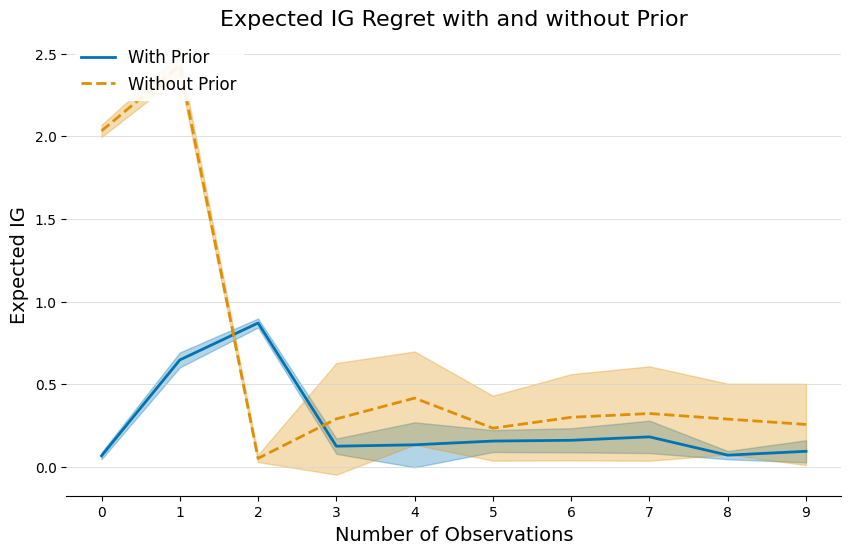 Expected IG Regret with and without Prior
With Prior
Without Prior
Expected IG
2.5
2.0
1.5
1.0
0.5
0.0
0 1 2 3 4 5 6 7 8 9
Number of Observations